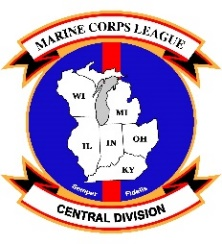 MARINE CORPS LEAGUE
WI
MI
IL
IN
OH
KY
Semper Fidelis
CENTRAL DIVISION